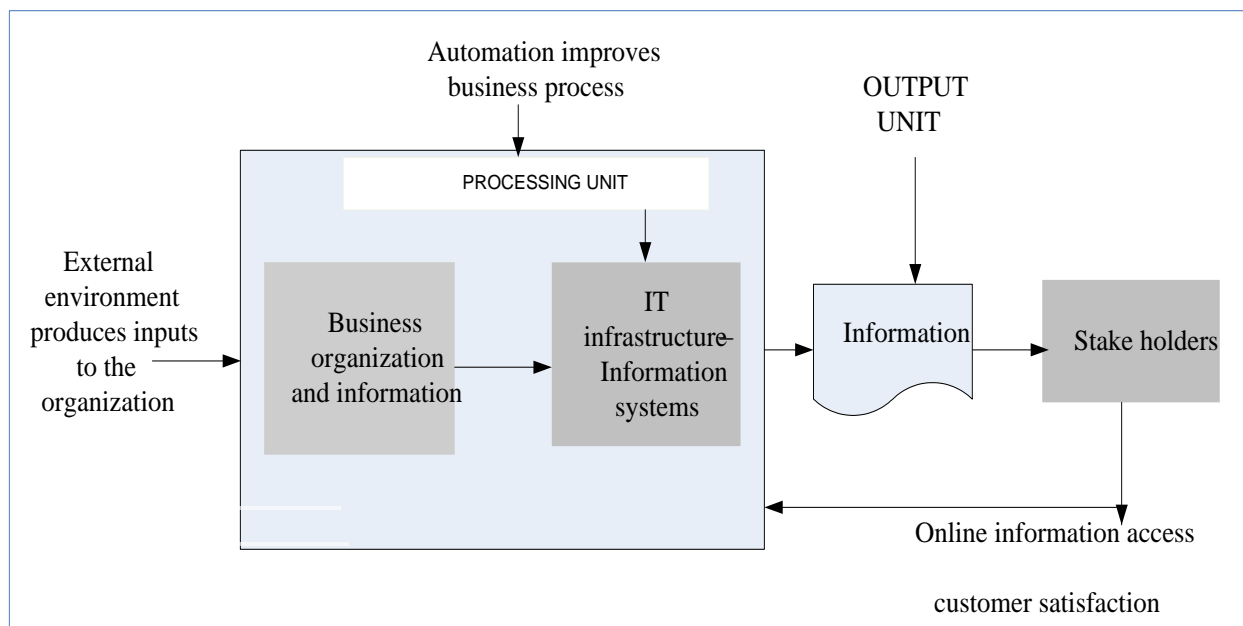 Automation improves
business process
OUTPUT
UNIT
PROCESSING UNIT
External
environment
produces inputs
to the
organization
Business
organization
and information
IT
infrastructure–
Information
systems
Information
Stake holders
Online information access
customer satisfaction